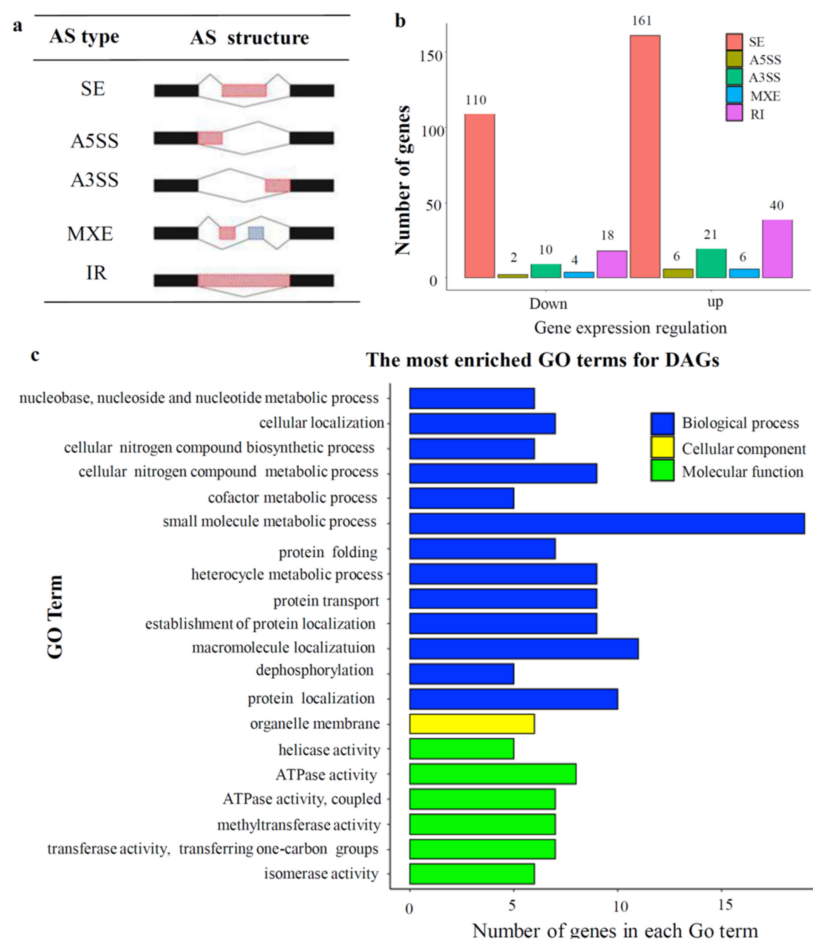 a
AS type AS structure
SE
A5SS
A3SS
MXE
IR
b
Number of genes
150
100
50
0
110
2
10
4
18
161
6
21
6
40
SE
A5SS
A3SS
MXE
RI
Down up
Gene expression regulation
c
The most enriched GO terms for DAGs
GO Term
nucleobase, nucleoside and nucleotide metabolic process
cellular localization
cellular nitrogen compound biosynthetic process
cellular nitrogen compound metabolic process
cofactor metabolic process
small molecule metabolic process
protein folding
heterocycle metabolic process
protein transport
establishment of protein localization
macromolecule localizatuion
dephosphorylation
protein localization
organelle membrane
helicase activity
ATPase activity
ATPase activity, coupled
methyltransferase activity
transferase activity, transferring one-carbon groups
isomerase activity
Biological process
Cellular component
Molecular function
0 5 10 15
Number of genes in each Go term